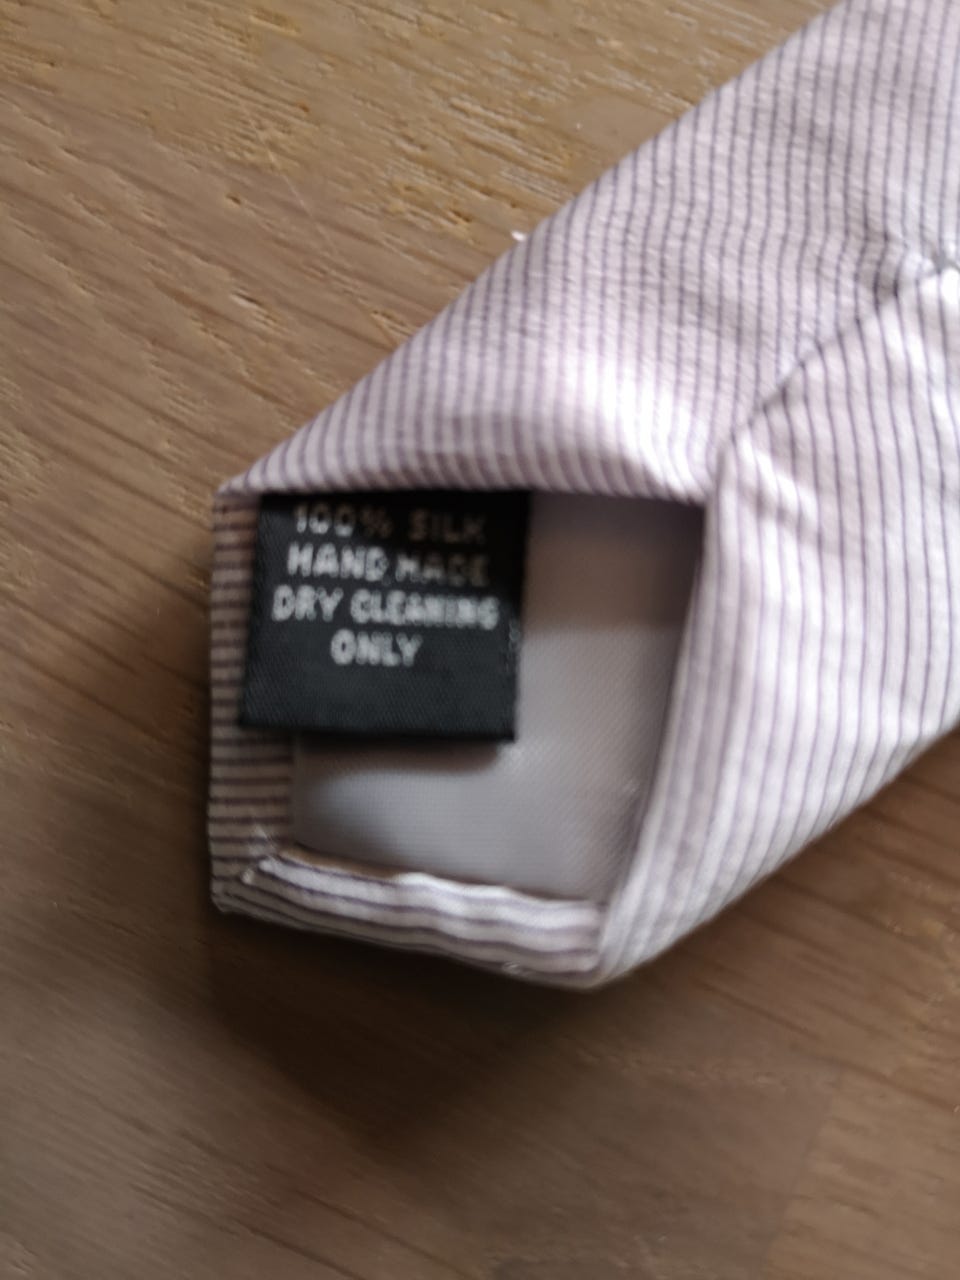 100% SILK
HAND MADE
DRY CLEANING
ONLY